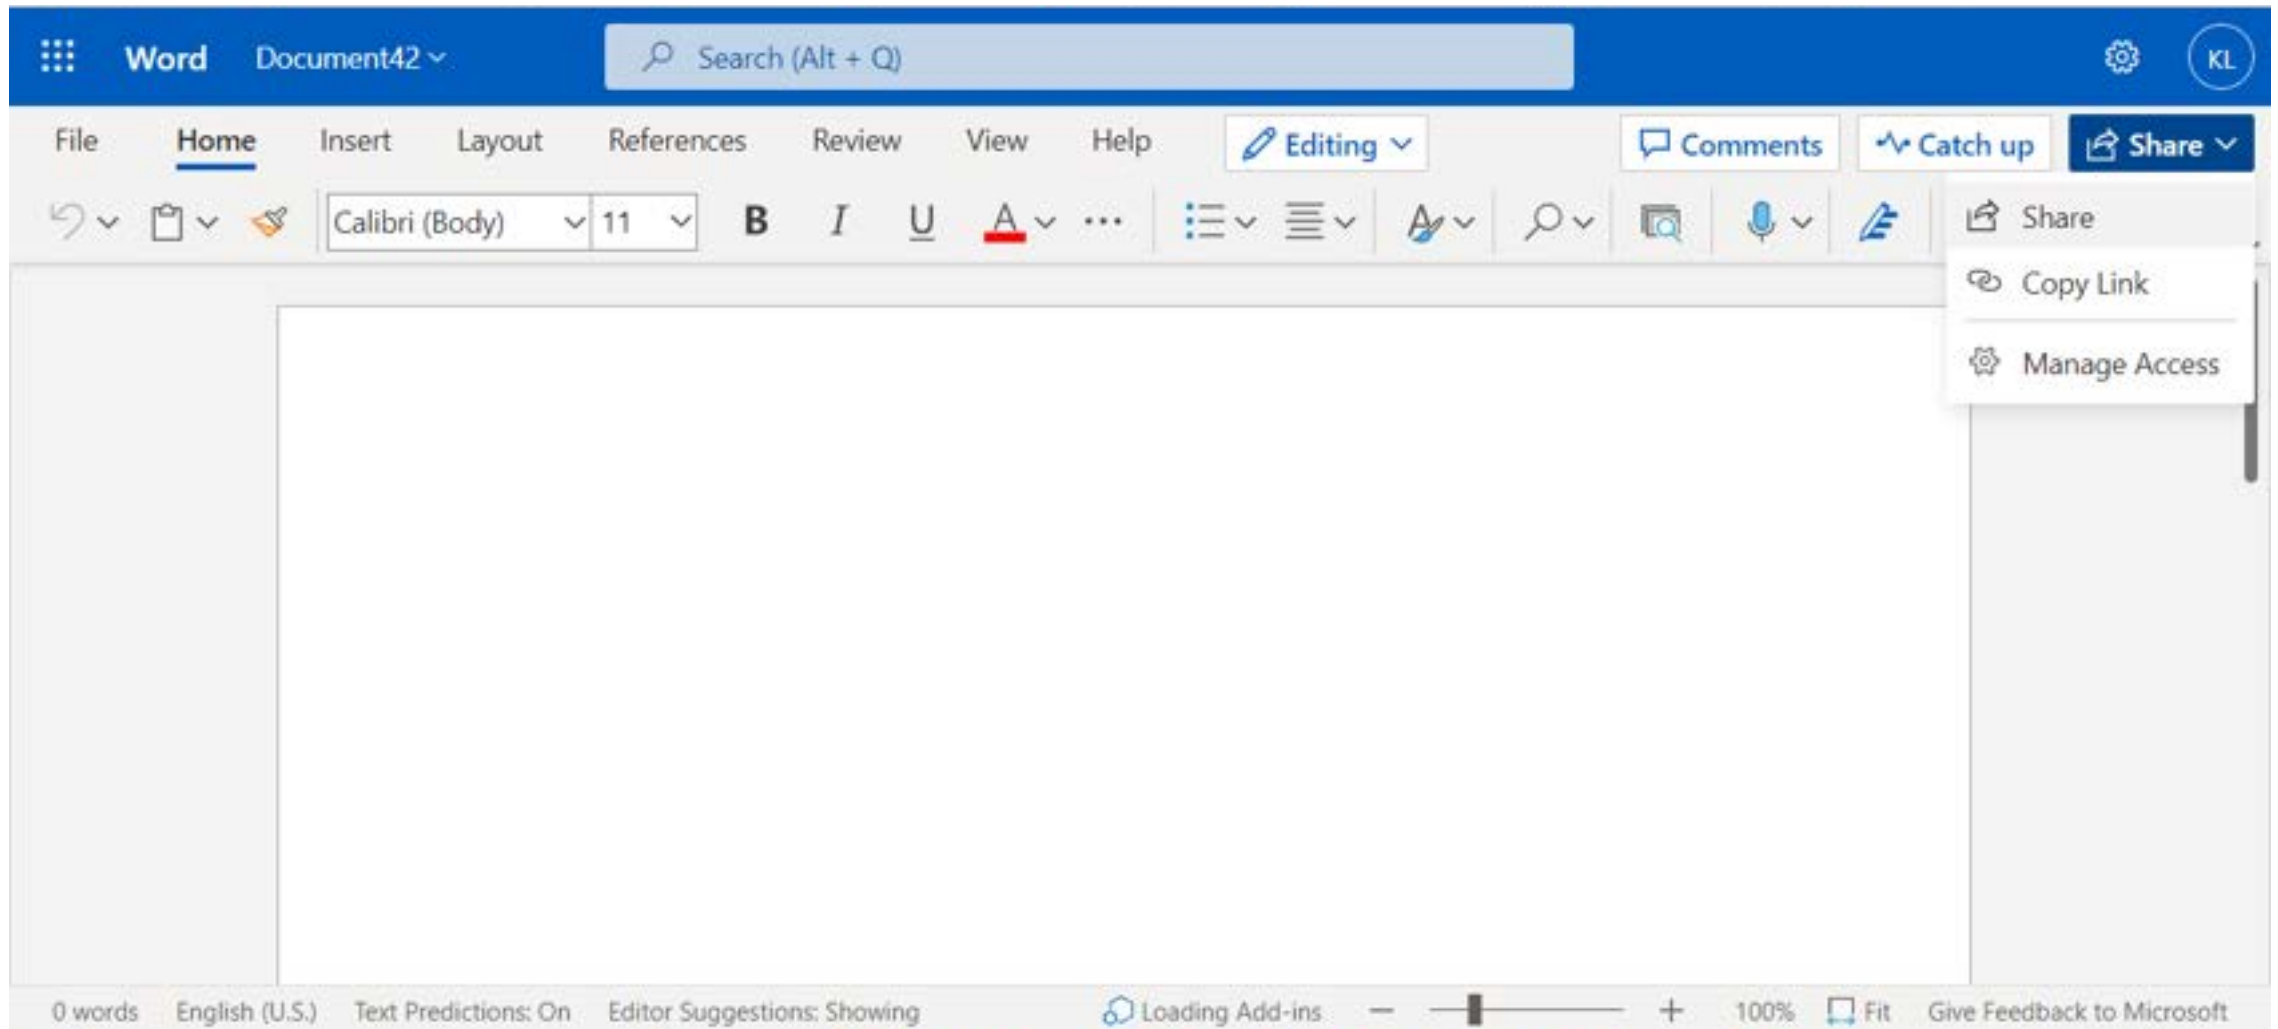 Word Document42 Search (Alt + Q) KL
File Home Insert Layout References Review View Help Editing Comments Catch up Share
Calibri (Body) 11 B I U A
Share
Copy Link
Manage Access
0 words English (U.S.) Text Predictions: On Editor Suggestions: Showing Loading Add-ins 100% Fit Give Feedback to Microsoft